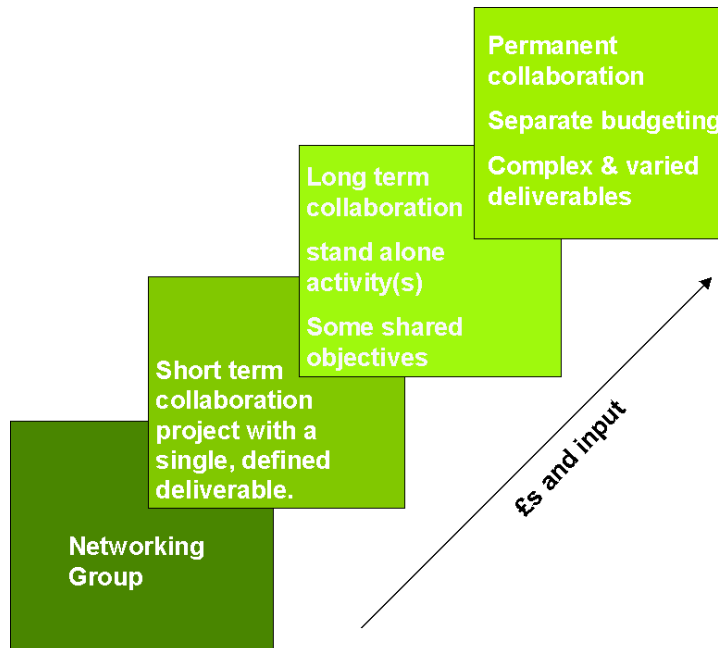 Permanent
collaboration
Separate budgeting
Complex & varied
deliverables
Long term
collaboration
stand alone
activity(s)
Some shared
objectives
Short term
collaboration
project with a
single, defined
deliverable.
Networking
Group
£s and input